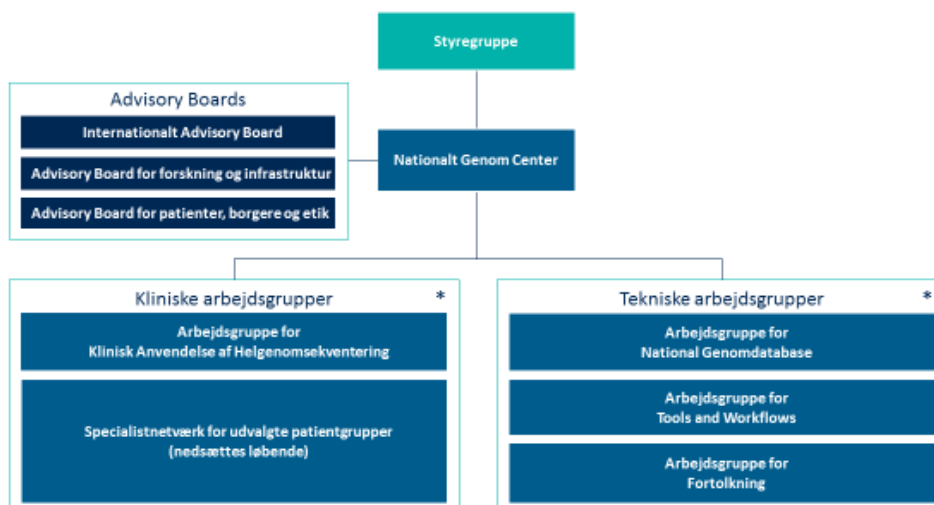 Styregruppe
Advisory Boards
Internationalt Advisory Board
Advisory Board for forskning og infrastruktur
Advisory Board for patienter, borgere og etik
Nationalt Genom Center
Kliniske arbejdsgrupper *
Arbejdsgruppe for
Klinisk Anvendelse af Helgenomsekventering
Specialistnetværk for udvalgte patientgrupper
(nedsættes løbende)
Tekniske arbejdsgrupper *
Arbejdsgruppe for
National Genomdatabase
Arbejdsgruppe for
Tools and Workflows
Arbejdsgruppe for
Fortolkning